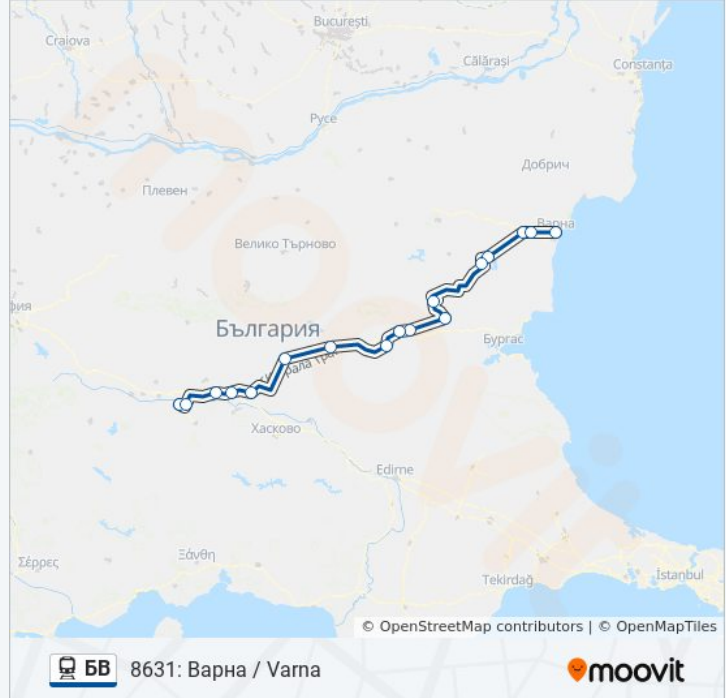 București
Craiova
Călărași
Constanța
Русе
Добрич
Плевен
Варна
Велико Търново
фия
България
Бургас
Хасково
Edirne
Ξάνθη
Σέρρες
Tekirdağ
İstanbul
moovit
© OpenStreetMap contributors | © OpenMapTiles
БВ 8631: Варна / Varna
moovit